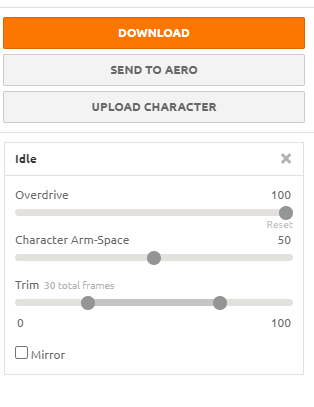 DOWNLOAD
SEND TO AERO
UPLOAD CHARACTER
Idle
Overdrive 100
Reset
Character Arm-Space 50
Trim 30 total frames
0 100
Mirror